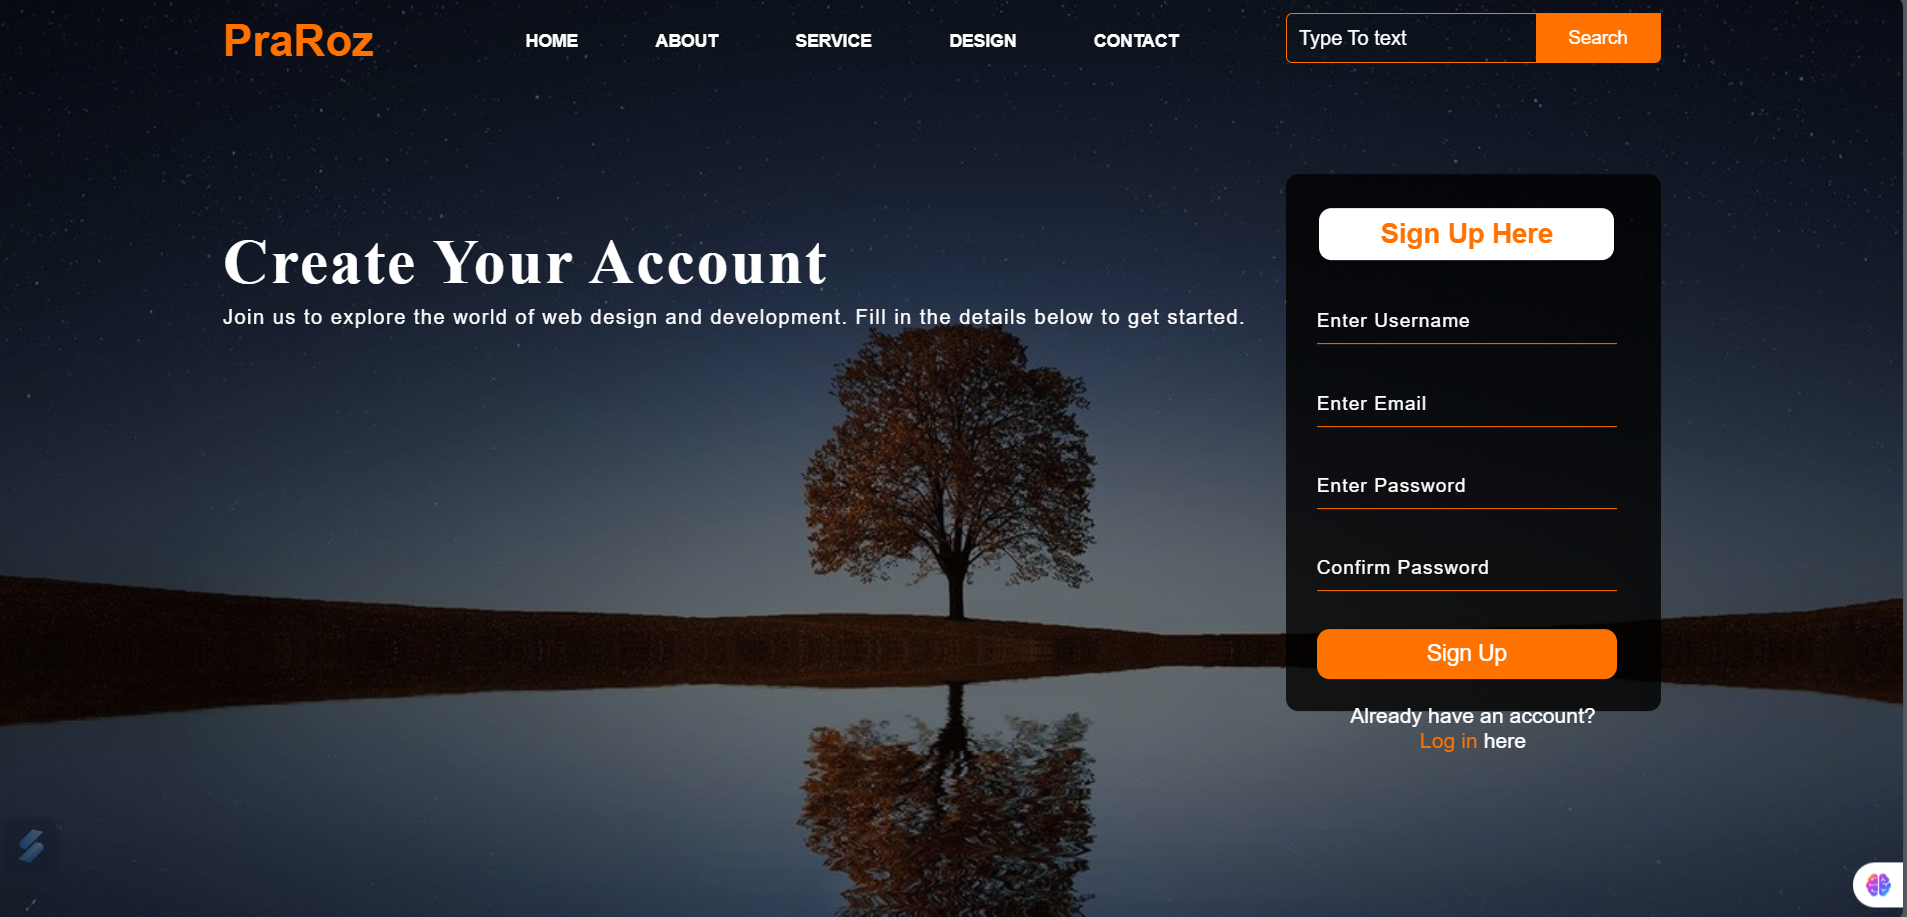 PraRoz
HOME ABOUT SERVICE DESIGN CONTACT
Type To text
Search
Create Your Account
Join us to explore the world of web design and development. Fill in the details below to get started.
Sign Up Here
Enter Username
Enter Email
Enter Password
Confirm Password
Sign Up
Already have an account?
Log in here